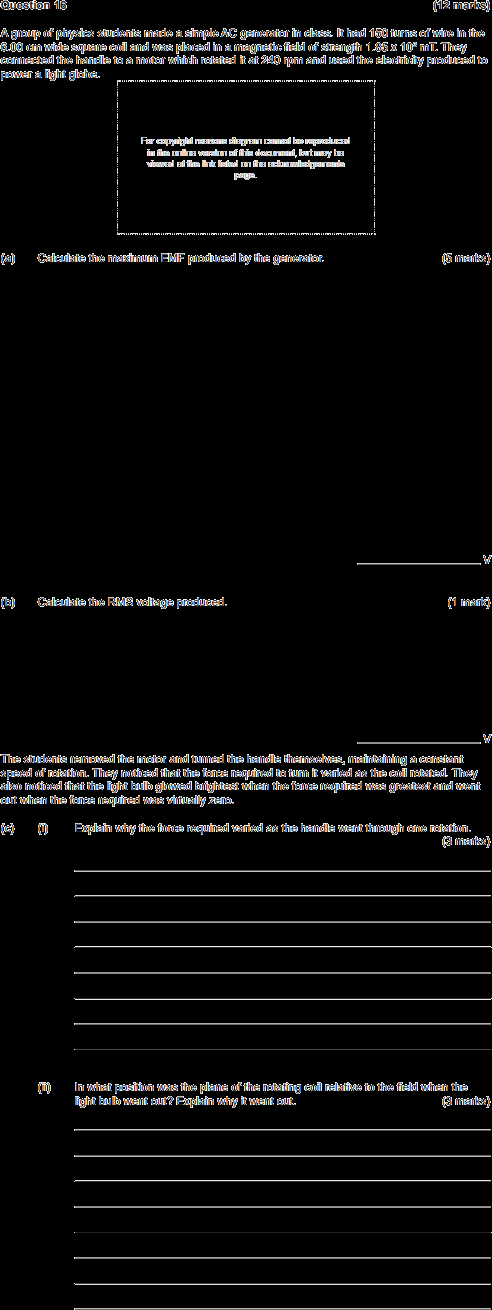 Question 16 (12 marks)
A group of physics students made a simple AC generator in class. It had 150 turns of wire in the
cm wide square coil and was placed in a magnetic field of strength nT. They
connected the handle to a motor which rotated it at 240 rpm and used the electricity produced to
power a light globe.
For copyright reasons diagram cannot be reproduced
in the online version of this document, but may be
viewed at the link listed on the acknowledgements
page.
(a) Calculate the maximum EMF produced by the generator. (5 marks)
V
(b) Calculate the RMS voltage produced. (1 mark)
V
The students removed the motor and turned the handle themselves, maintaining a constant
speed of rotation. They noticed that the force required to turn it varied as the coil rotated. They
also noticed that the light bulb glowed brightest when the force required was greatest and went
out when the force required was virtually zero.
(c) (i) Explain why the force required varied as the handle went through one rotation.
(3 marks)
(ii) In what position was the plane of the rotating coil relative to the field when the
light bulb went out? Explain why it went out. (3 marks)